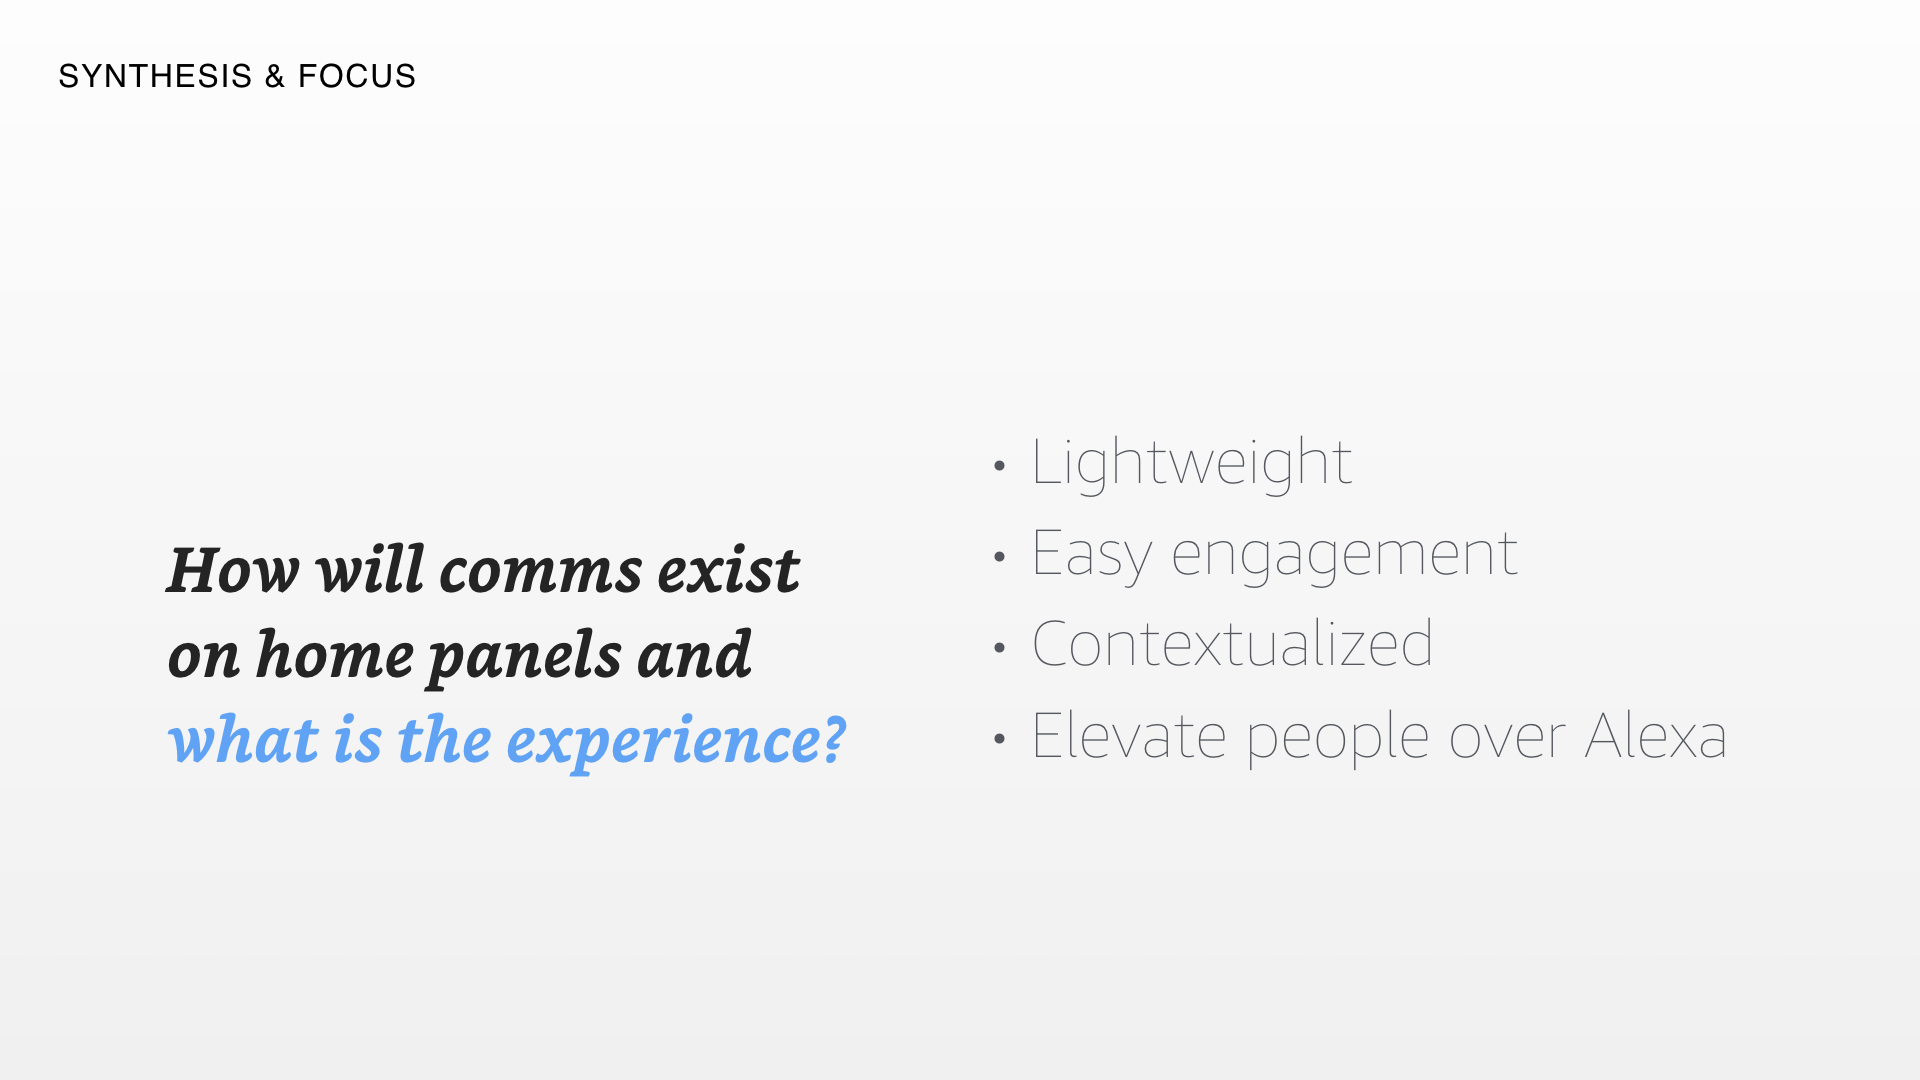 SYNTHESIS & FOCUS
How will comms exist
on home panels and
what is the experience?
• Lightweight
• Easy engagement
• Contextualized
• Elevate people over Alexa